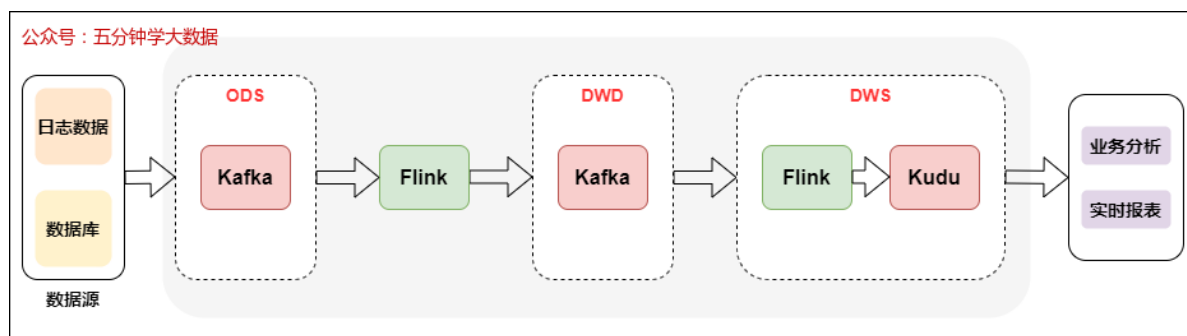 公众号：五分钟学大数据
日志数据
数据库
数据源
ODS
Kafka
Flink
DWD
Kafka
DWS
Flink
Kudu
业务分析
实时报表